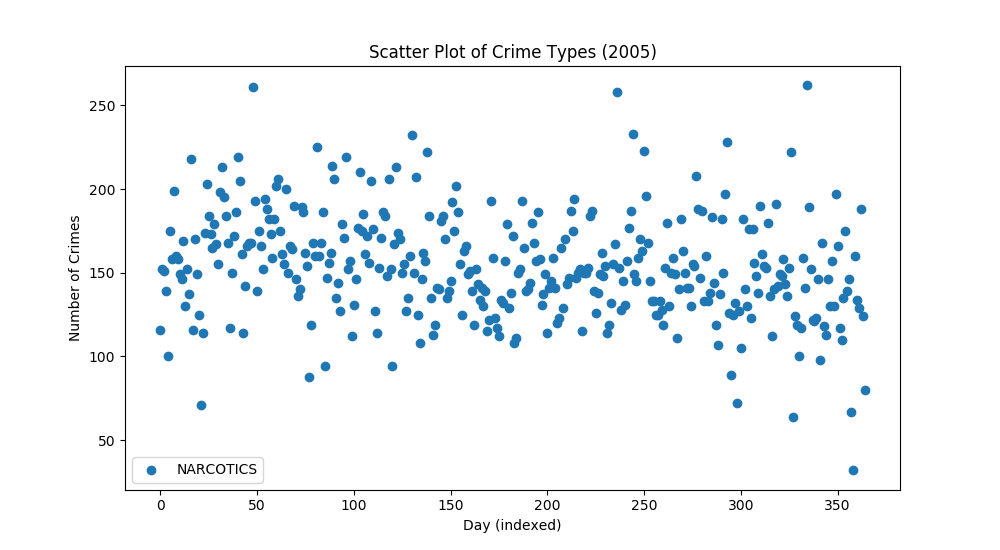 Scatter Plot of Crime Types (2005)
Number of Crimes
250
200
150
100
50
NARCOTICS
0 50 100 150 200 250 300 350
Day (indexed)